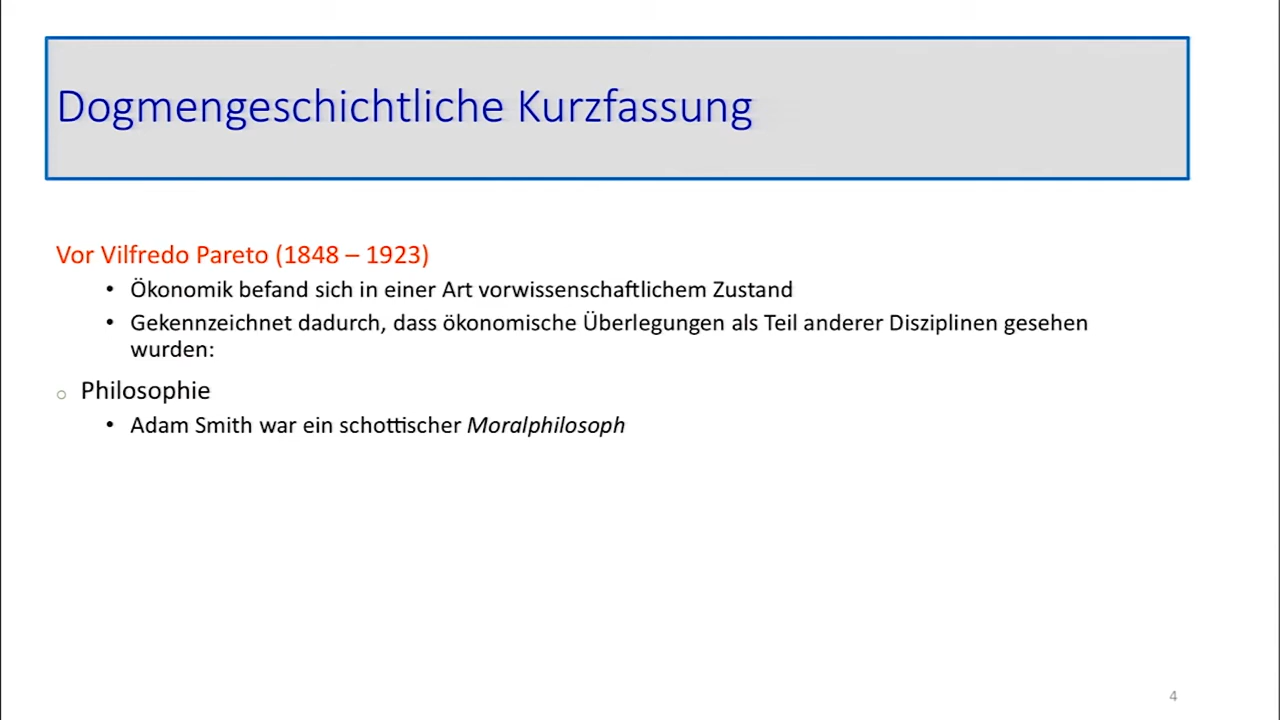 Dogmengeschichtliche Kurzfassung
Vor Vilfredo Pareto (1848 – 1923)
• Ökonomik befand sich in einer Art vorwissenschaftlichem Zustand
• Gekennzeichnet dadurch, dass ökonomische Überlegungen als Teil anderer Disziplinen gesehen
wurden:
○ Philosophie
• Adam Smith war ein schottischer Moralphilosoph
4